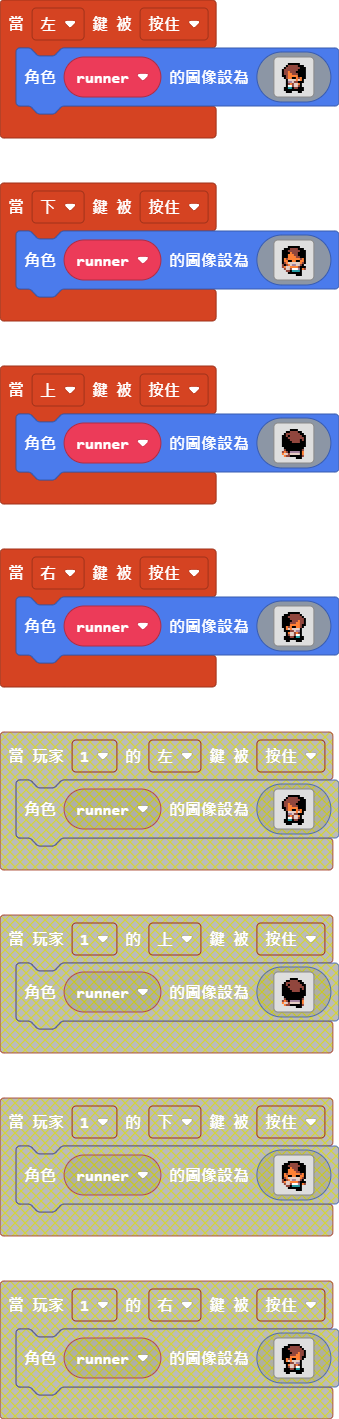 當 左 鍵 被 按住
角色 runner 的圖像設為
當 下 鍵 被 按住
角色 runner 的圖像設為
當 上 鍵 被 按住
角色 runner 的圖像設為
當 右 鍵 被 按住
角色 runner 的圖像設為
當 玩家 1 的 左 鍵 被 按住
角色 runner 的圖像設為
當 玩家 1 的 上 鍵 被 按住
角色 runner 的圖像設為
當 玩家 1 的 下 鍵 被 按住
角色 runner 的圖像設為
當 玩家 1 的 右 鍵 被 按住
角色 runner 的圖像設為